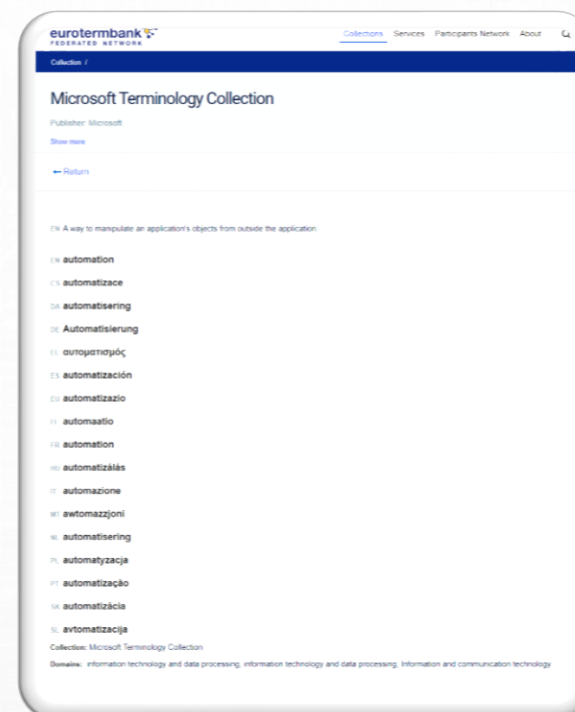 eurotermbank
FEDERATED NETWORK
Collections Services Participants Network About
Collection /
Microsoft Terminology Collection
Publisher: Microsoft
Show more
← Return
EN A way to manipulate an application's objects from outside the application
EN automation
CS automatizace
DA automatisering
DE Automatisierung
EL αυτοματισμός
ES automatización
EU automatizazio
FI automaatio
FR automation
HU automatizálás
IT automazione
MT awtomazzjoni
NL automatisering
PL automatyzacja
PT automatização
SK automatizácia
SL avtomatizacija
Collection: Microsoft Terminology Collection
Domains: information technology and data processing, information technology and data processing, Information and communication technology